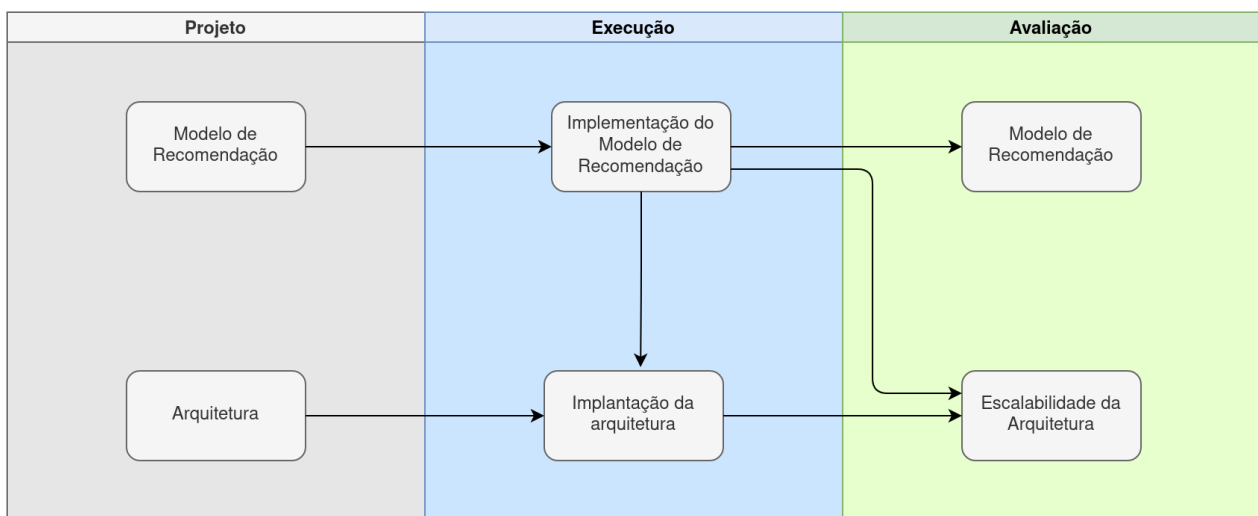 Projeto
Execução
Avaliação
Modelo de
Recomendação
Implementação do
Modelo de
Recomendação
Modelo de
Recomendação
Arquitetura
Implantação da
arquitetura
Escalabilidade da
Arquitetura